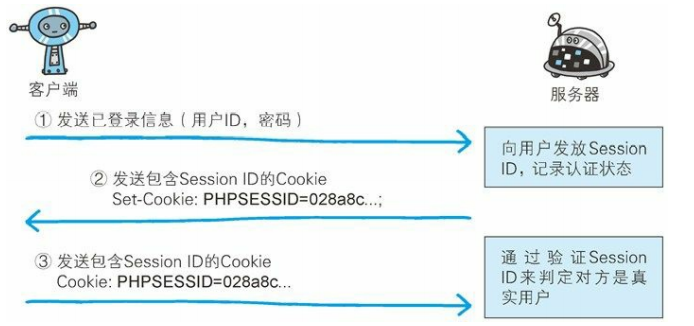 客户端
服务器
① 发送已登录信息（用户ID，密码）
向用户发放Session
ID，记录认证状态
② 发送包含Session ID的Cookie
Set-Cookie: PHPSESSID=028a8c...;
③ 发送包含Session ID的Cookie
Cookie: PHPSESSID=028a8c...
通过验证Session
ID来判定对方是真
实用户